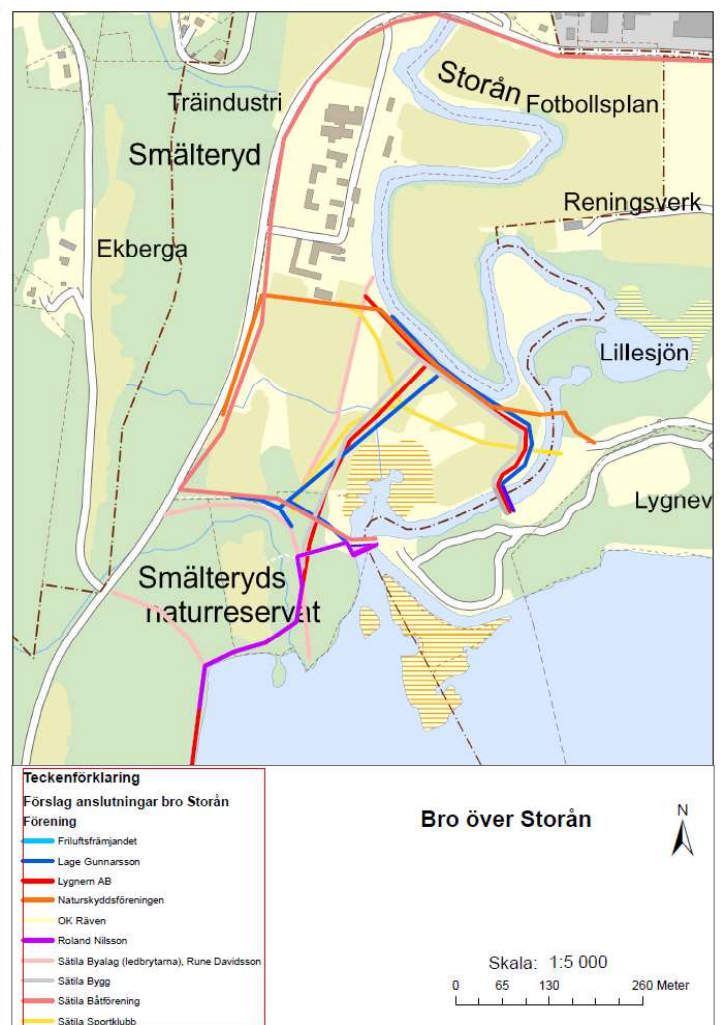 Storån
Träindustri
Fotbollsplan
Smälteryd
Reningsverk
Ekberga
Lillesjön
Lygnev
Smälteryds
naturreservat
Teckenförklaring
Förslag anslutningar bro Storån
Förening
Friluftsfrämjandet
Lage Gunnarsson
Lygnern AB
Naturskyddsföreningen
OK Räven
Roland Nilsson
Sätila Byalag (ledbrytarna), Rune Davidsson
Sätila Bygg
Sätila Båtförening
Sätila Sportklubb
Bro över Storån
N
Skala: 1:5 000
0 65 130 260 Meter